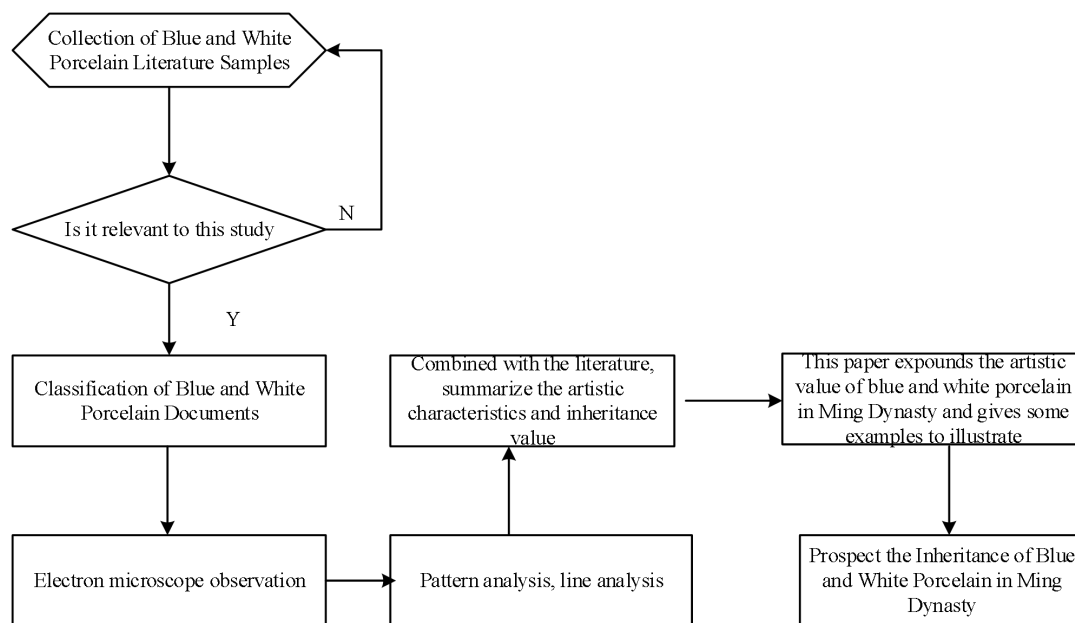 Collection of Blue and White
Porcelain Literature Samples
Is it relevant to this study
N
Y
Classification of Blue and White
Porcelain Documents
Electron microscope observation
Pattern analysis, line analysis
Combined with the literature,
summarize the artistic
characteristics and inheritance
value
This paper expounds the artistic
value of blue and white porcelain
in Ming Dynasty and gives some
examples to illustrate
Prospect the Inheritance of Blue
and White Porcelain in Ming
Dynasty